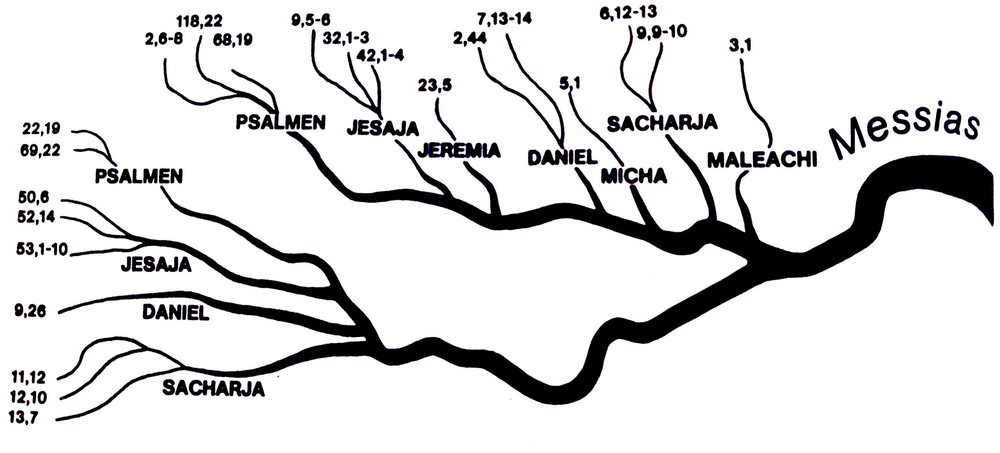 118,22
2,6-8
68,19
9,5-6
32,1-3
42,1-4
7,13-14
2,44
6,12-13
9,9-10
3,1
23,5
5,1
PSALMEN
JESAJA
JEREMIA
DANIEL
MICHA
SACHARJA
MALEACHI
Messias
22,19
69,22
PSALMEN
50,6
52,14
53,1-10
JESAJA
9,26
DANIEL
11,12
12,10
13,7
SACHARJA